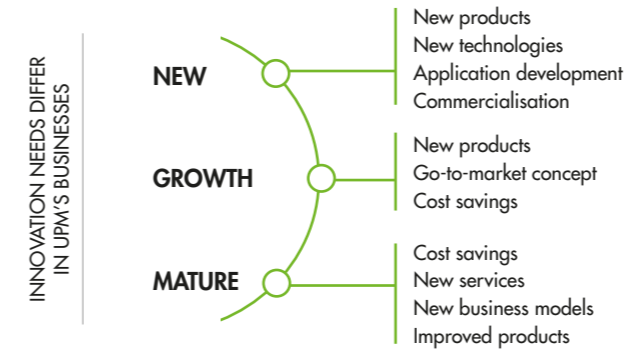 INNOVATION NEEDS DIFFER
IN UPM'S BUSINESSES
NEW
New products
New technologies
Application development
Commercialisation
GROWTH
New products
Go-to-market concept
Cost savings
MATURE
Cost savings
New services
New business models
Improved products